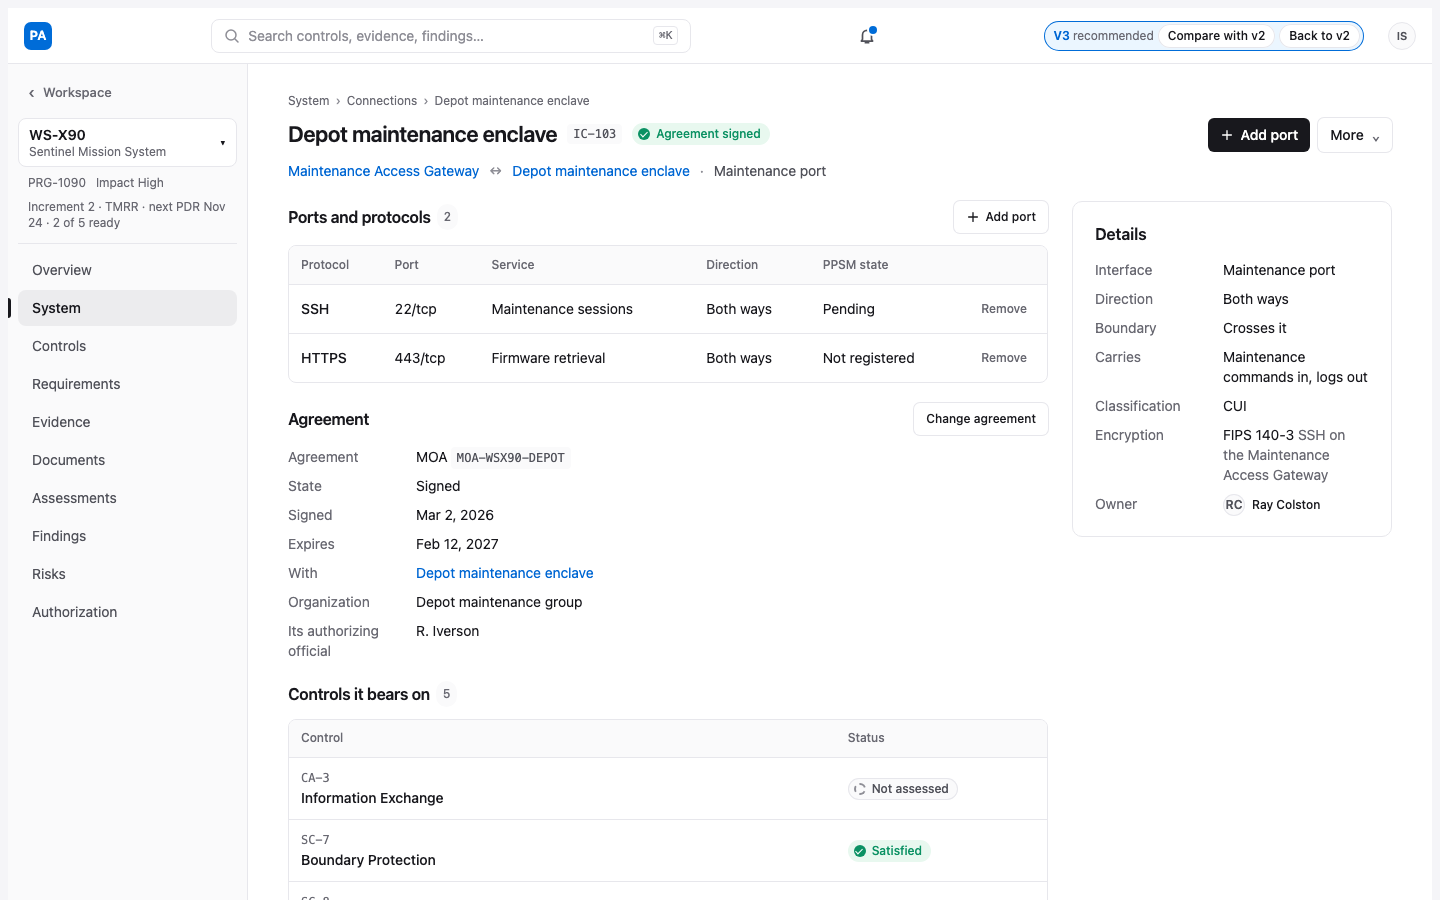 PA
Search controls, evidence, findings...
⌘K
V3 recommended Compare with v2 Back to v2
IS
‹ Workspace
WS-X90
Sentinel Mission System
PRG-1090 Impact High
Increment 2 · TMRR · next PDR Nov
24 · 2 of 5 ready
Overview
System
Controls
Requirements
Evidence
Documents
Assessments
Findings
Risks
Authorization
System › Connections › Depot maintenance enclave
Depot maintenance enclave IC-103 Agreement signed
+ Add port
More
Maintenance Access Gateway ↔ Depot maintenance enclave · Maintenance port
Ports and protocols 2
+ Add port
Protocol Port Service Direction PPSM state
SSH 22/tcp Maintenance sessions Both ways Pending Remove
HTTPS 443/tcp Firmware retrieval Both ways Not registered Remove
Agreement
Change agreement
Agreement MOA MOA-WSX90-DEPOT
State Signed
Signed Mar 2, 2026
Expires Feb 12, 2027
With Depot maintenance enclave
Organization Depot maintenance group
Its authorizing R. Iverson
official
Controls it bears on 5
Control Status
CA-3
Information Exchange
Not assessed
SC-7
Boundary Protection
Satisfied
Details
Interface Maintenance port
Direction Both ways
Boundary Crosses it
Carries Maintenance
commands in, logs out
Classification CUI
Encryption FIPS 140-3 SSH on
the Maintenance
Access Gateway
Owner RC Ray Colston